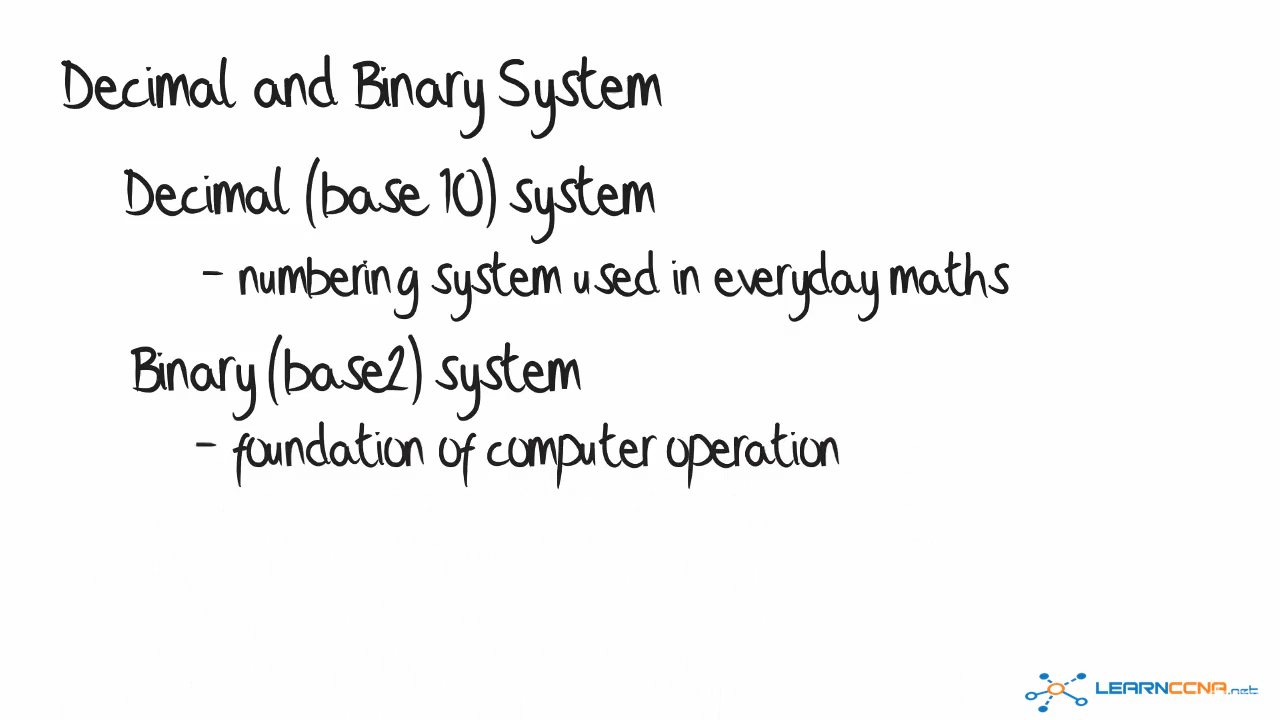 Decimal and Binary System
Decimal (base 10) system
- numbering system used in everyday maths
Binary (base2) system
- foundation of computer operation
LEARNCCNA.net